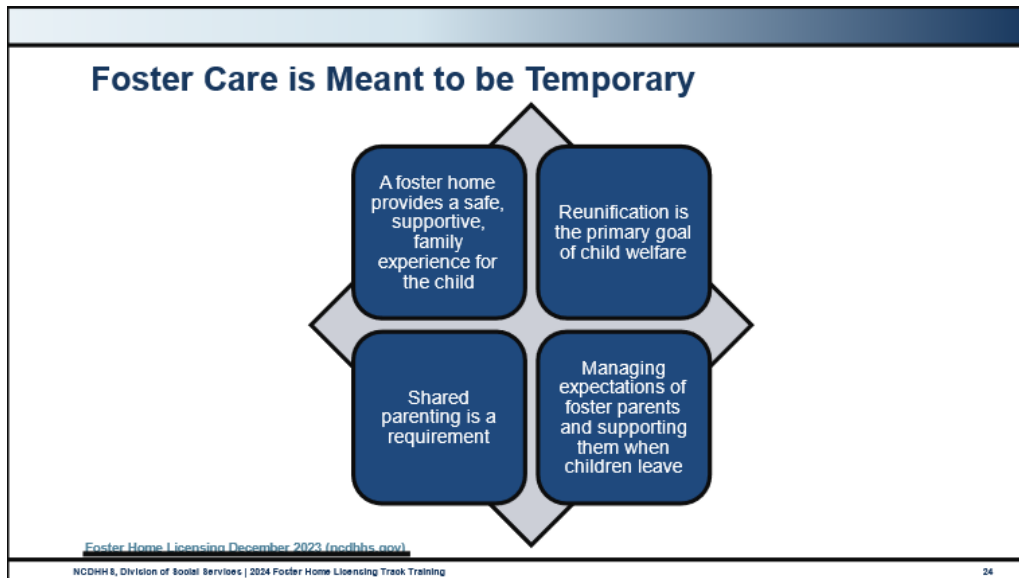 Foster Care is Meant to be Temporary
A foster home
provides a safe,
supportive,
family
experience for
the child
Reunification is
the primary goal
of child welfare
Shared
parenting is a
requirement
Managing
expectations of
foster parents
and supporting
them when
children leave
Foster Home Licensing December 2023 (ncdhhs.gov)
NCDHHS, Division of Social Services | 2024 Foster Home Licensing Track Training
24